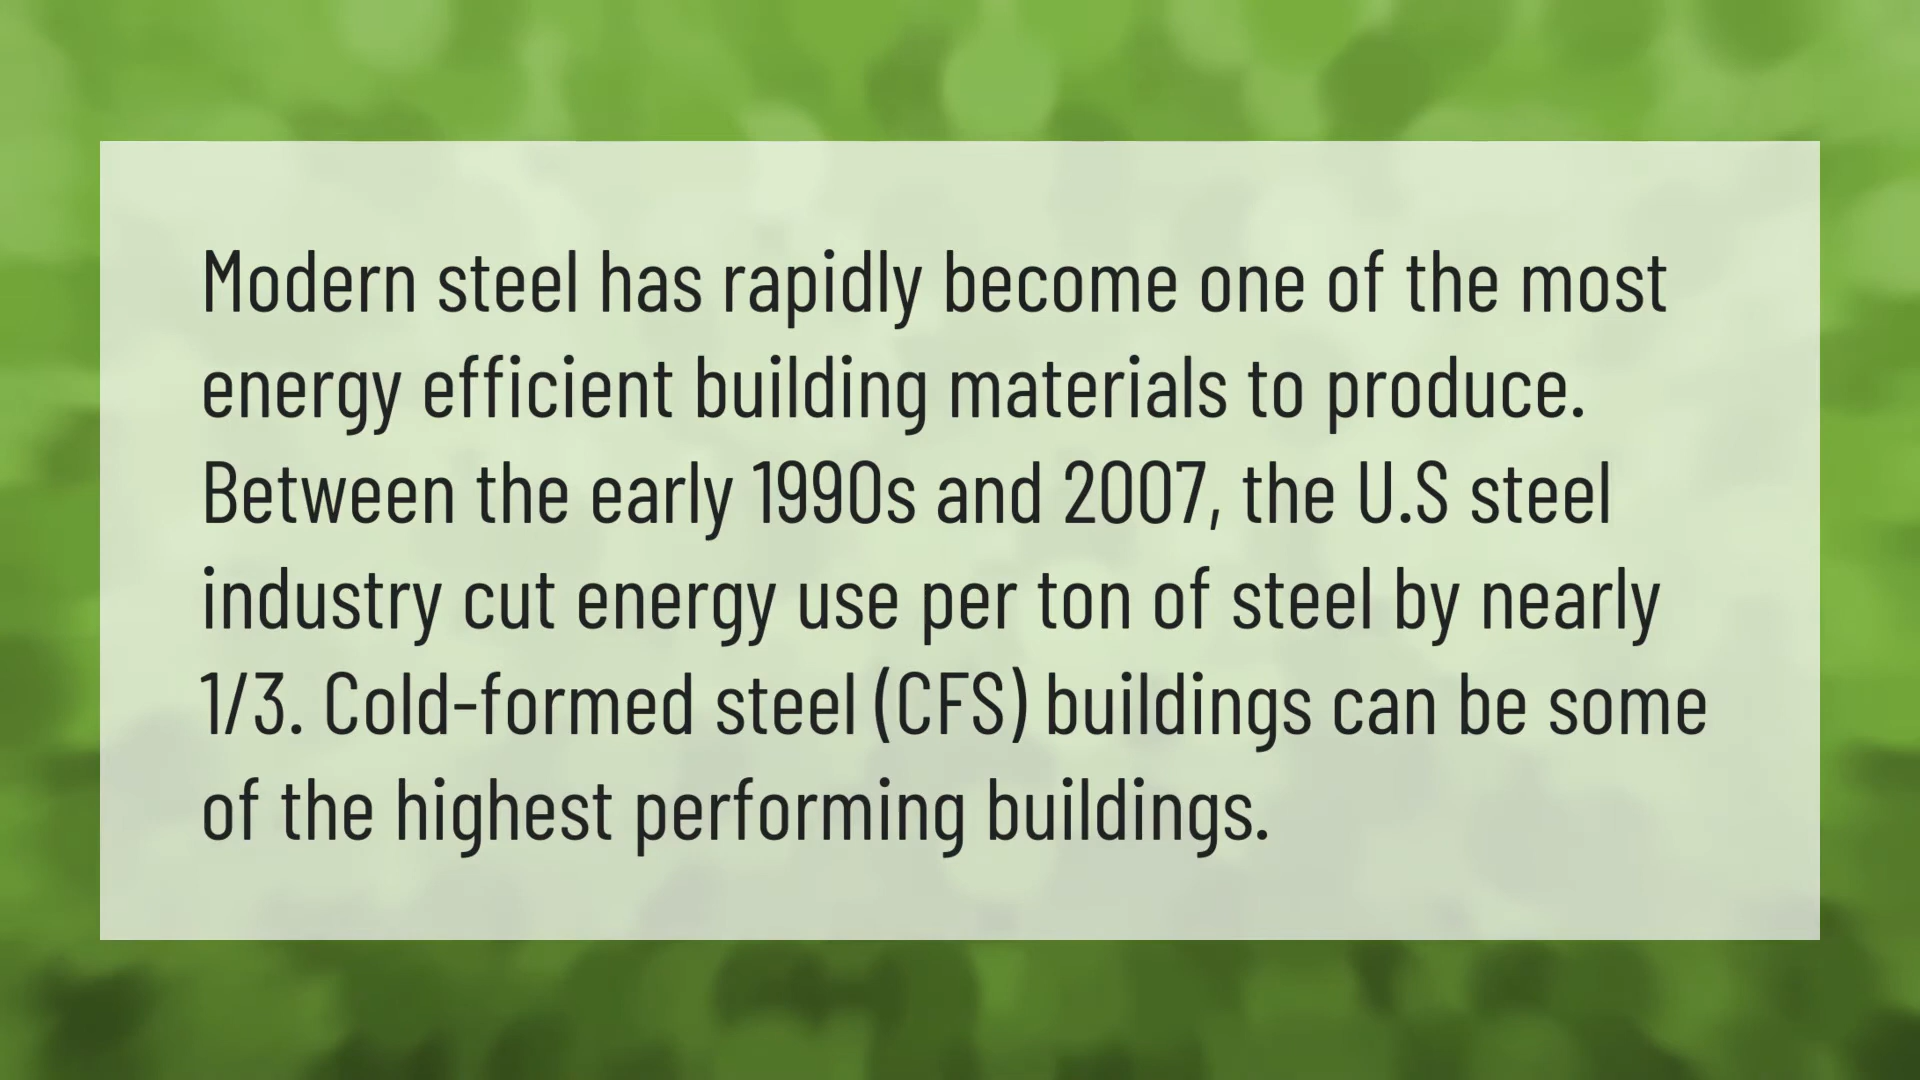 Modern steel has rapidly become one of the most
energy efficient building materials to produce.
Between the early 1990s and 2007, the U.S steel
industry cut energy use per ton of steel by nearly
1/3. Cold-formed steel (CFS) buildings can be some
of the highest performing buildings.